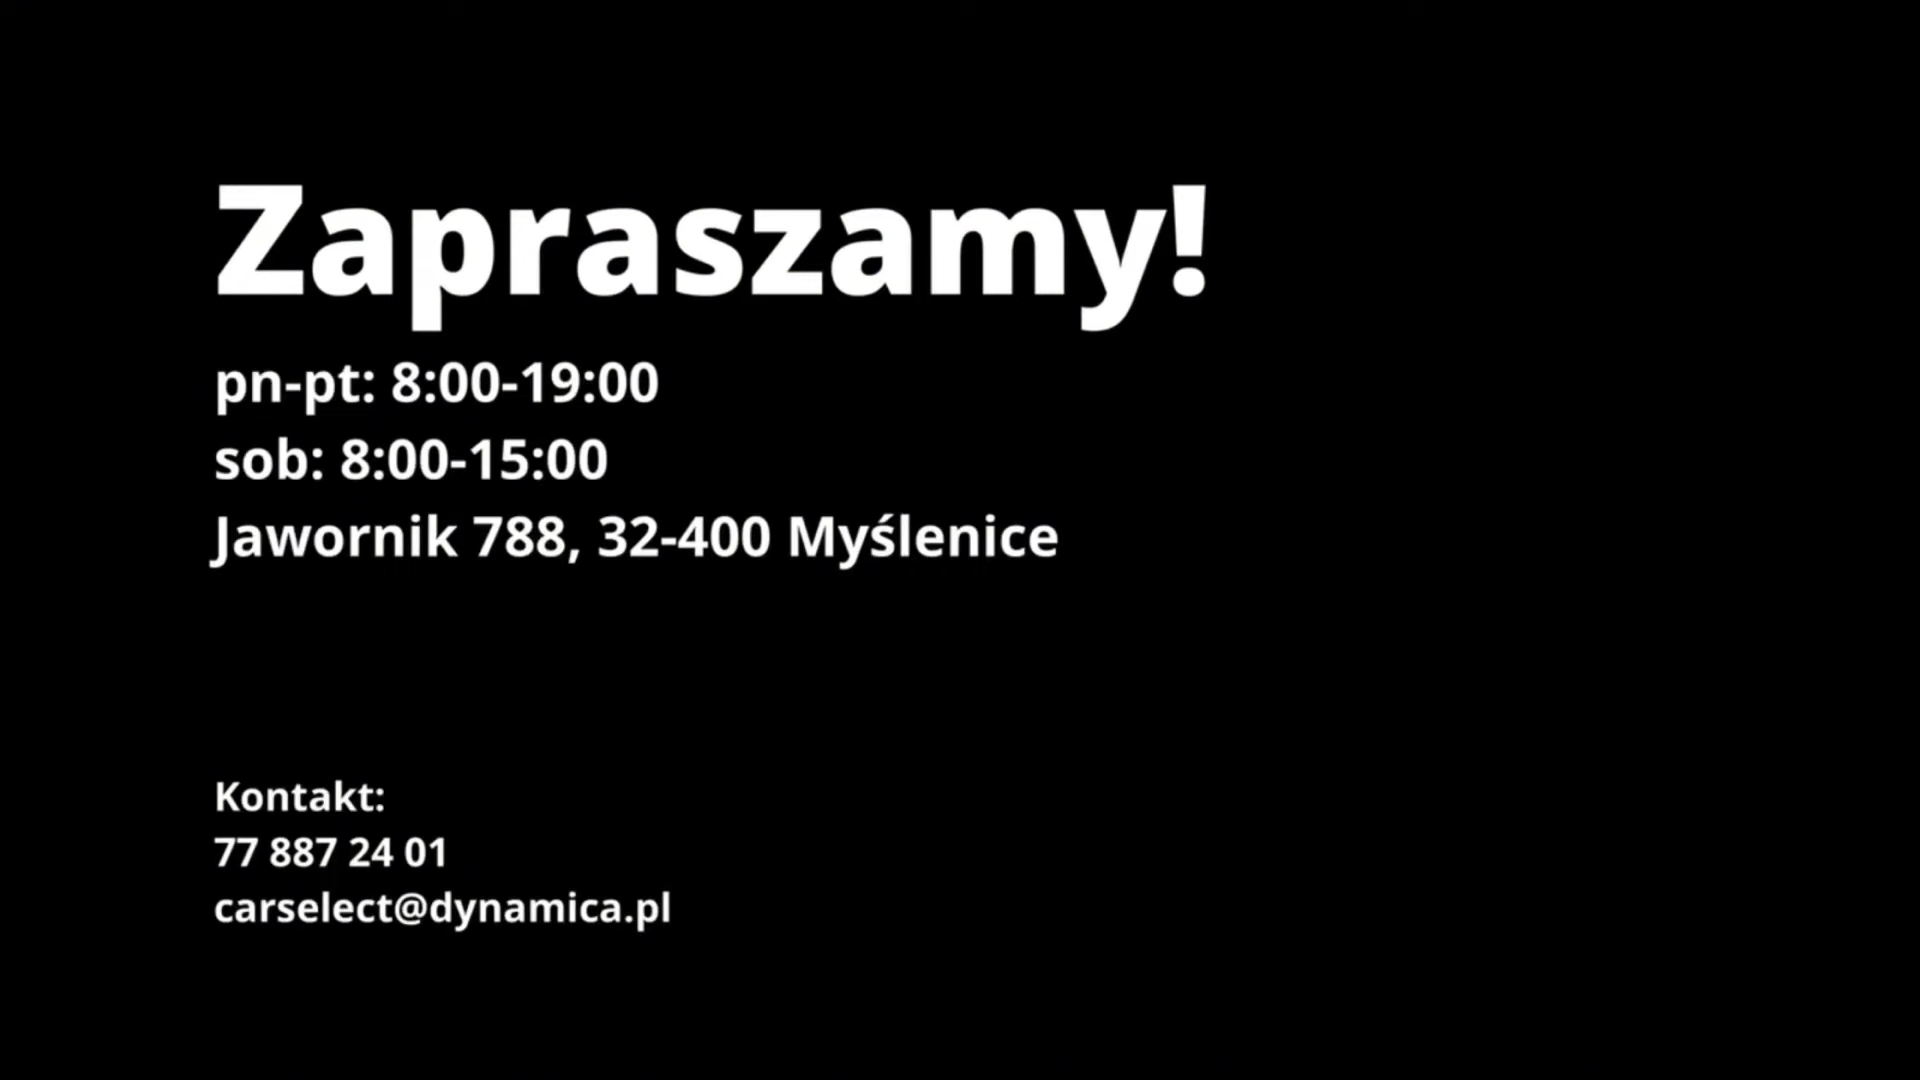 Zapraszamy!
pn-pt: 8:00-19:00
sob: 8:00-15:00
Jawornik 788, 32-400 Myślenice
Kontakt:
77 887 24 01
carselect@dynamica.pl